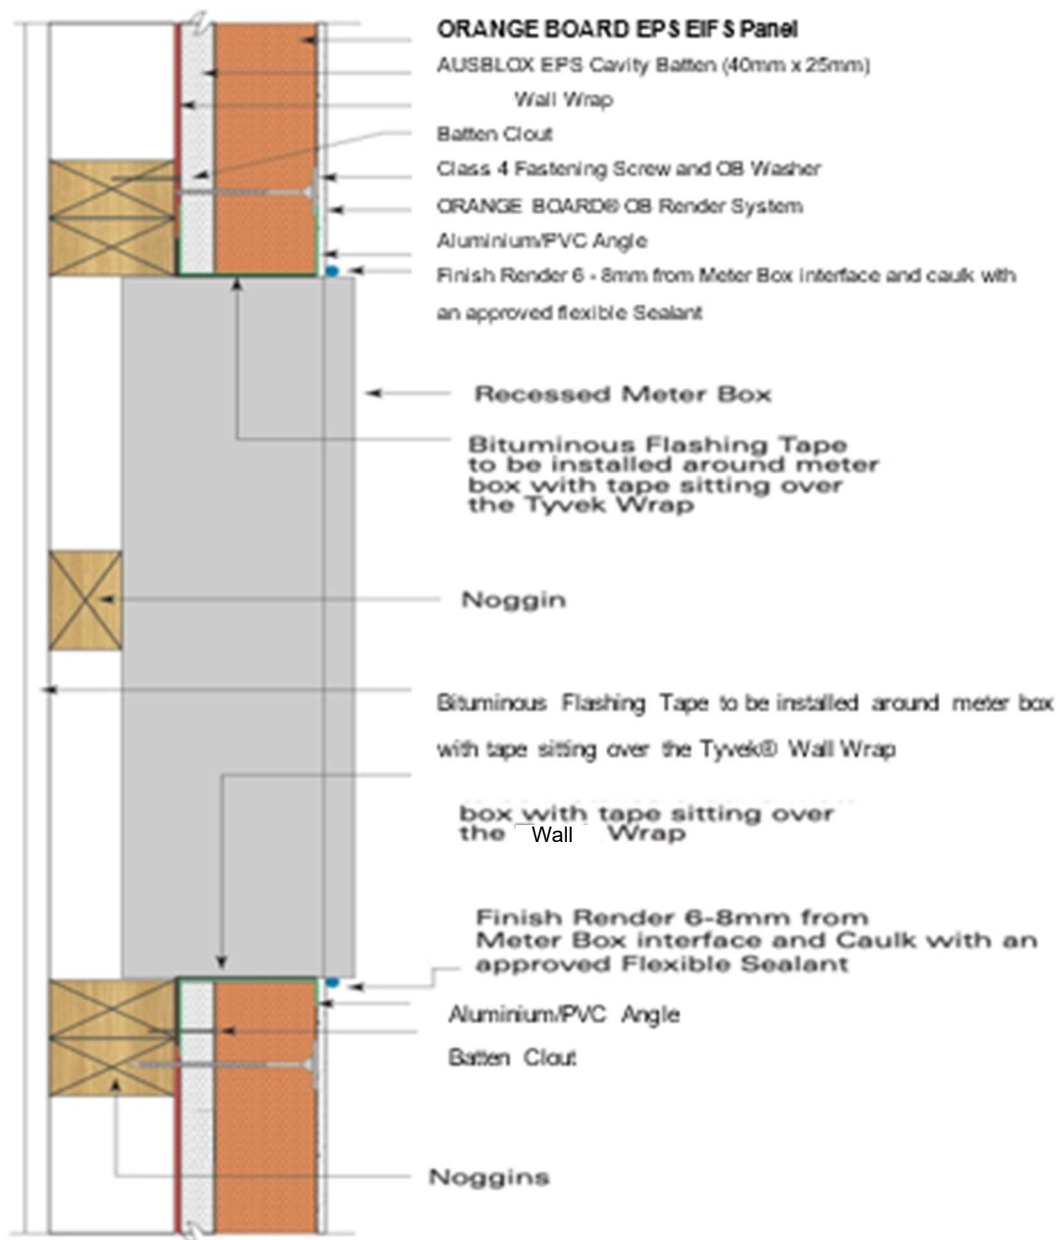 ORANGE BOARD EPS EIFS Panel
AUSBLOX EPS Cavity Batten (40mm x 25mm)
Wall Wrap
Batten Clout
Class 4 Fastening Screw and OB Washer
ORANGE BOARD® OB Render System
Aluminium/PVC Angle
Finish Render 6 - 8mm from Meter Box interface and caulk with
an approved flexible Sealant
Recessed Meter Box
Bituminous Flashing Tape
to be installed around meter
box with tape sitting over
the Tyvek Wrap
Noggin
Bituminous Flashing Tape to be installed around meter box
with tape sitting over the Tyvek® Wall Wrap
box with tape sitting over
the Wall Wrap
Finish Render 6-8mm from
Meter Box interface and Caulk with an
approved Flexible Sealant
Aluminium/PVC Angle
Batten Clout
Noggins